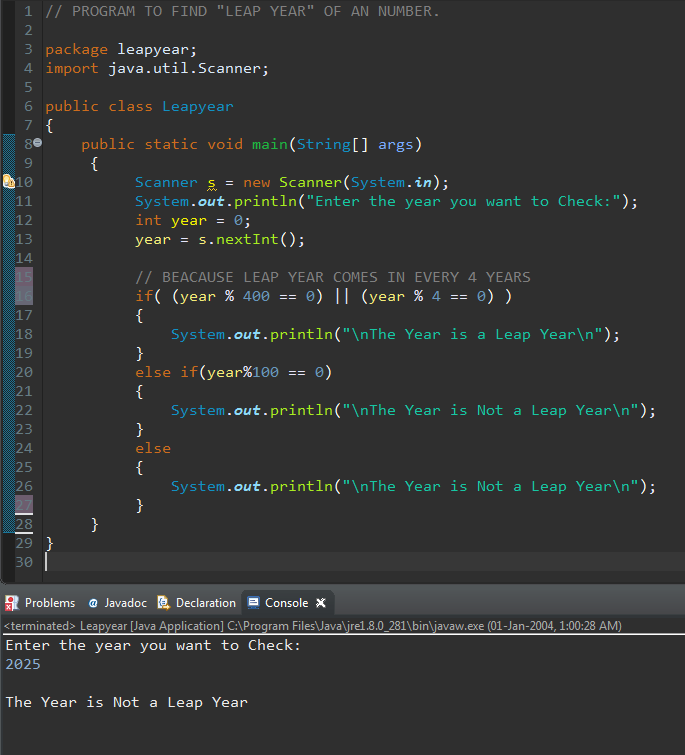 1 // PROGRAM TO FIND "LEAP YEAR" OF AN NUMBER.
2
3 package leapyear;
4 import java.util.Scanner;
5
6 public class Leapyear
7 {
8 public static void main(String[] args)
9 {
10 Scanner s = new Scanner(System.in);
11 System.out.println("Enter the year you want to Check:");
12 int year = 0;
13 year = s.nextInt();
14
15 // BEACAUSE LEAP YEAR COMES IN EVERY 4 YEARS
16 if( (year % 400 == 0) || (year % 4 == 0) )
17 {
18 System.out.println("\nThe Year is a Leap Year\n");
19 }
20 else if(year%100 == 0)
21 {
22 System.out.println("\nThe Year is Not a Leap Year\n");
23 }
24 else
25 {
26 System.out.println("\nThe Year is Not a Leap Year\n");
27 }
28 }
29 }
30
Problems @ Javadoc Declaration Console
<terminated> Leapyear [Java Application] C:\Program Files\Java\jre1.8.0_281\bin\javaw.exe (01-Jan-2004, 1:00:28 AM)
Enter the year you want to Check:
2025
The Year is Not a Leap Year